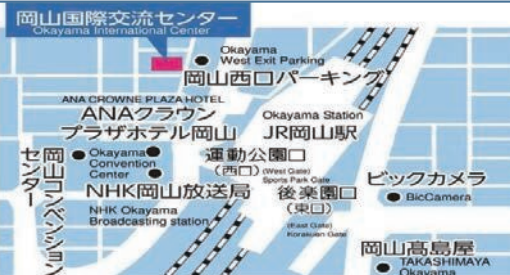 岡山国際交流センター
Okayama International Center
Okayama
West Exit Parking
岡山西口パーキング
ANA CROWNE PLAZA HOTEL
ANAクラウン
プラザホテル岡山
Okayama Station
JR岡山駅
岡山コンベンション
センター
Okayama
Convention
Center
運動公園口
(西口)
(West Gate)
Sports Park Gate
NHK岡山放送局
NHK Okayama
Broadcasting station
後楽園口
(東口)
(East Gate)
Korakuen Gate
ビックカメラ
BicCamera
岡山髙島屋
TAKASHIMAYA
Okayama